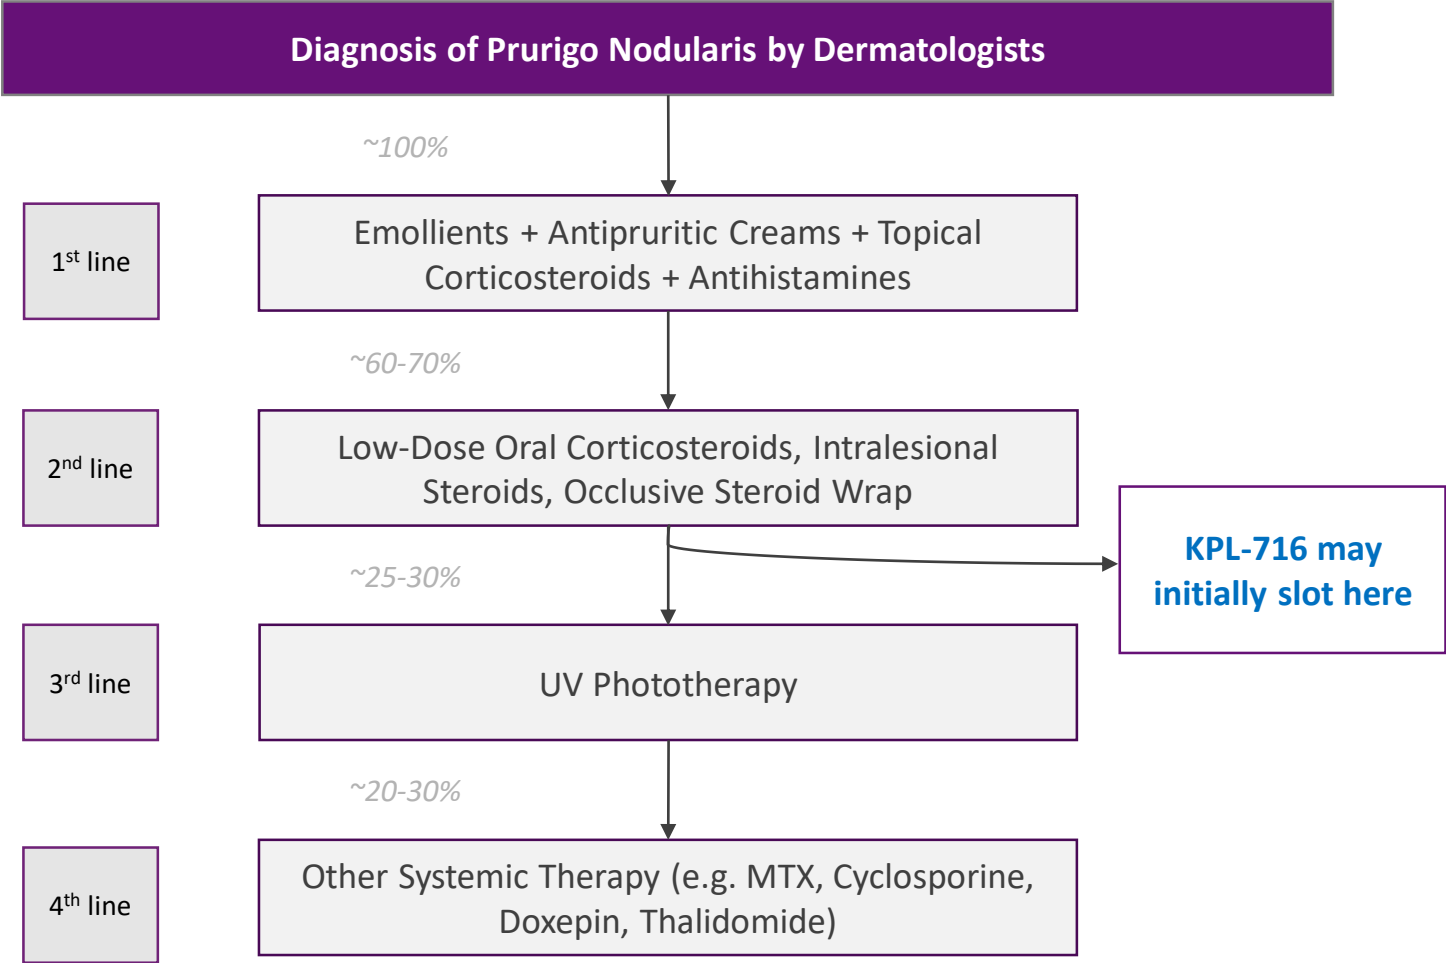 Diagnosis of Prurigo Nodularis by Dermatologists
~100%
1st line
Emollients + Antipruritic Creams + Topical
Corticosteroids + Antihistamines
~60-70%
2nd line
Low-Dose Oral Corticosteroids, Intralesional
Steroids, Occlusive Steroid Wrap
KPL-716 may
initially slot here
~25-30%
3rd line
UV Phototherapy
~20-30%
4th line
Other Systemic Therapy (e.g. MTX, Cyclosporine,
Doxepin, Thalidomide)